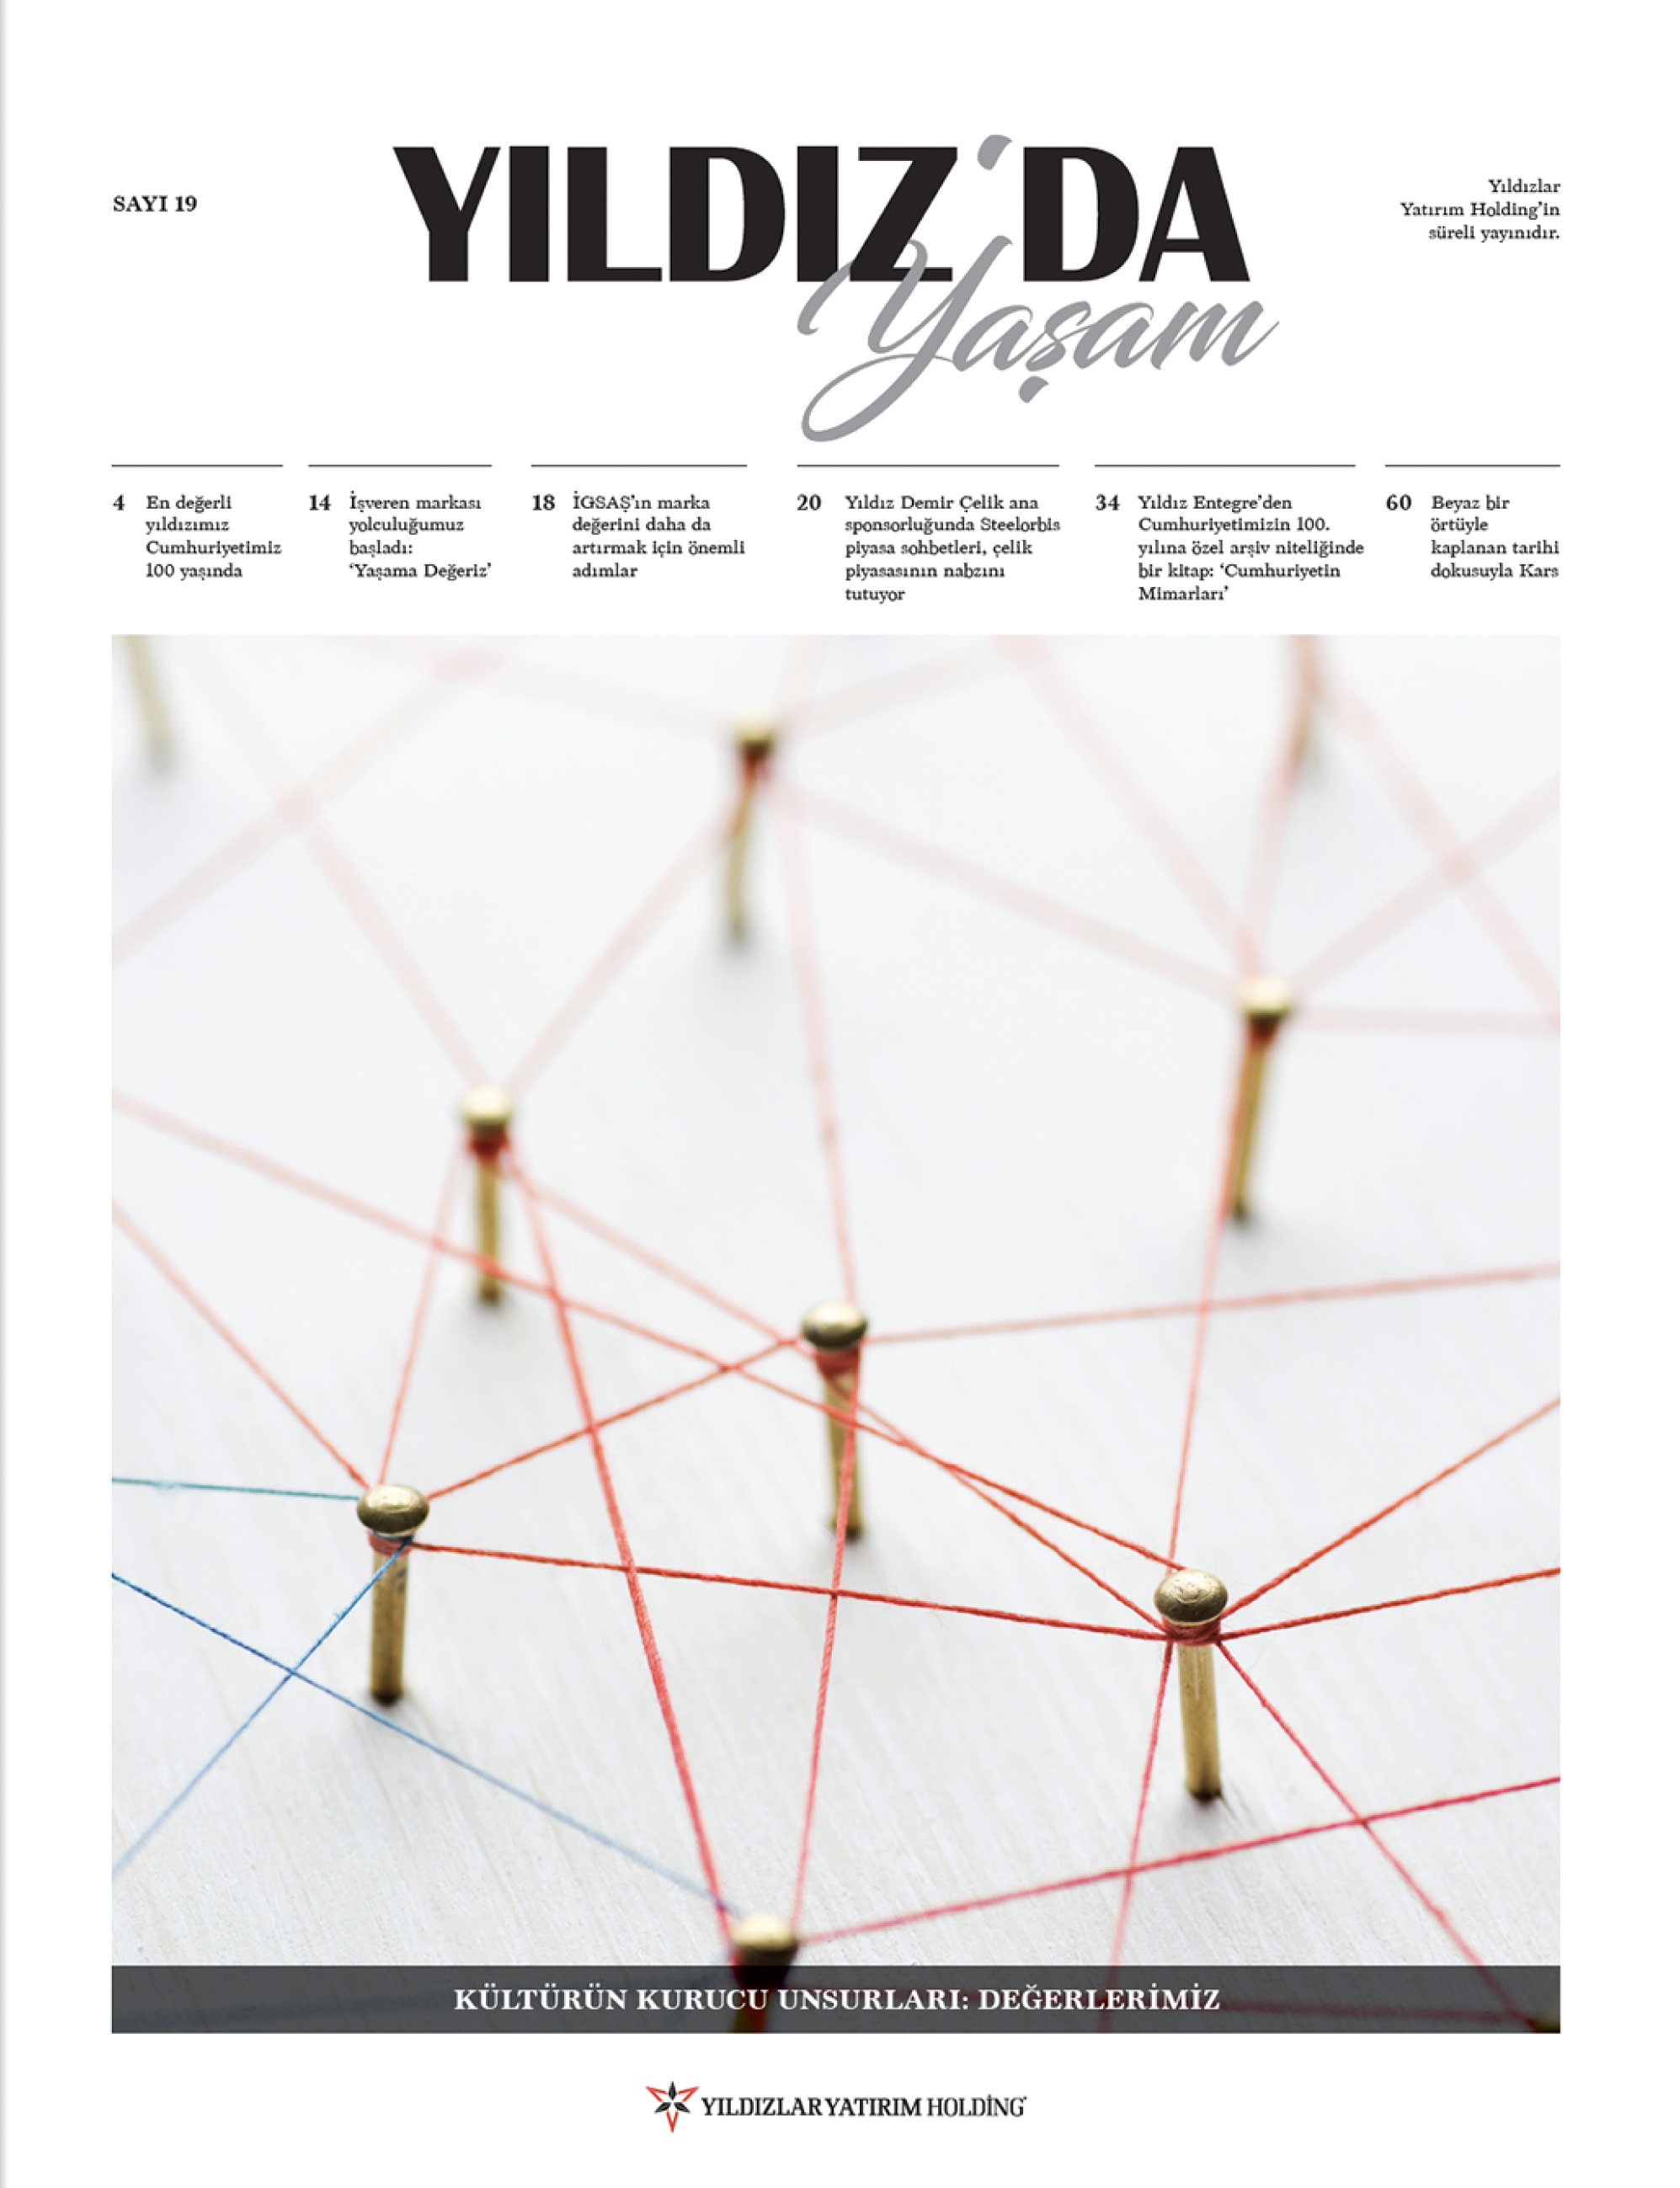 SAYI 19
YILDIZ'DA
Yaşam
Yıldızlar
Yatırım Holding'in
süreli yayınıdır.
4 En değerli
yıldızımız
Cumhuriyetimiz
100 yaşında
14 İşveren markası
yolculuğumuz
başladı:
‘Yaşama Değeriz’
18 İGSAŞ’ın marka
değerini daha da
artırmak için önemli
adımlar
20 Yıldız Demir Çelik ana
sponsorluğunda Steelorbis
piyasa sohbetleri, çelik
piyasasının nabzını
tutuyor
34 Yıldız Entegre’den
Cumhuriyetimizin 100.
yılına özel arşiv niteliğinde
bir kitap: ‘Cumhuriyetin
Mimarları’
60 Beyaz bir
örtüyle
kaplanan tarihi
dokusuyla Kars
KÜLTÜRÜN KURUCU UNSURLARI: DEĞERLERİMİZ
YILDIZLAR YATIRIM HOLDİNG